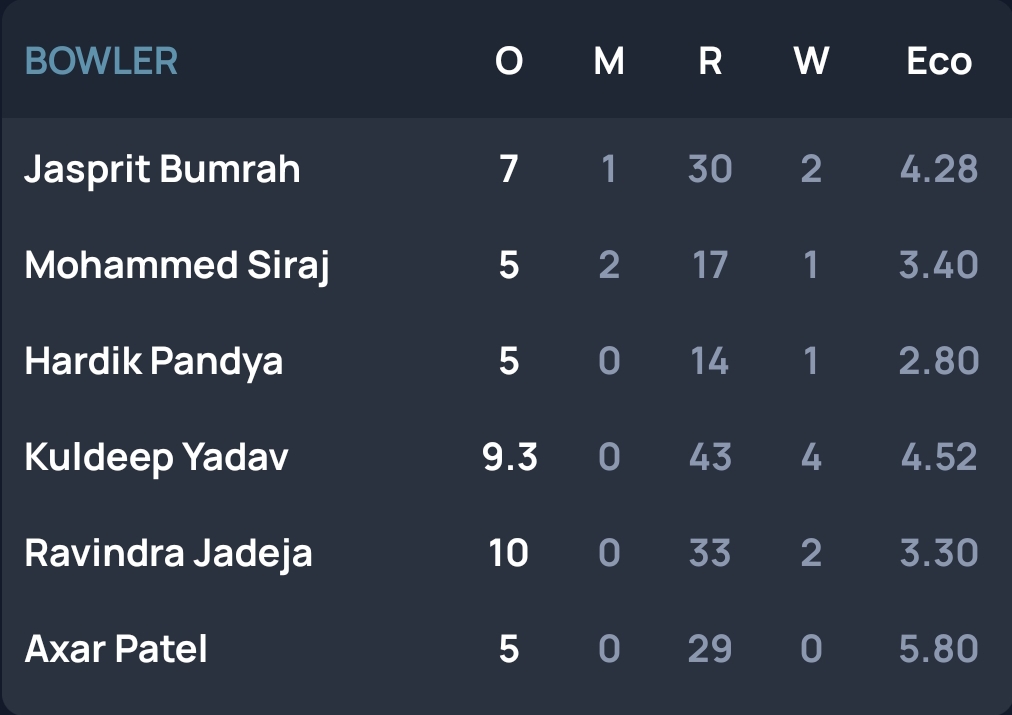 BOWLER O M R W Eco
Jasprit Bumrah 7 1 30 2 4.28
Mohammed Siraj 5 2 17 1 3.40
Hardik Pandya 5 0 14 1 2.80
Kuldeep Yadav 9.3 0 43 4 4.52
Ravindra Jadeja 10 0 33 2 3.30
Axar Patel 5 0 29 0 5.80